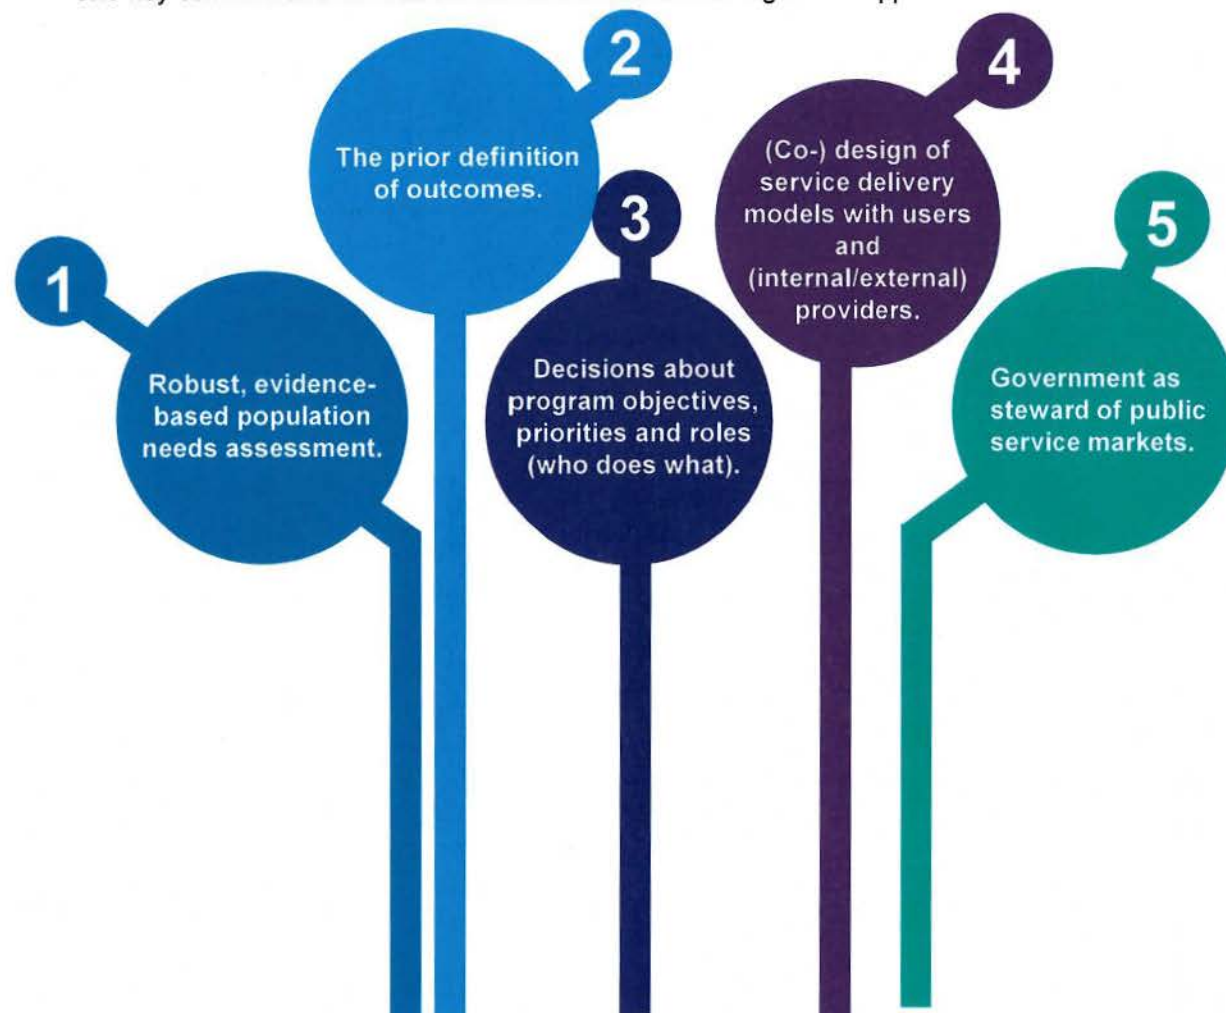 1
Robust, evidence-
based population
needs assessment.
2
The prior definition
of outcomes.
3
Decisions about
program objectives,
priorities and roles
(who does what).
4
(Co-) design of
service delivery
models with users
and
(internal/external)
providers.
5
Government as
steward of public
service markets.